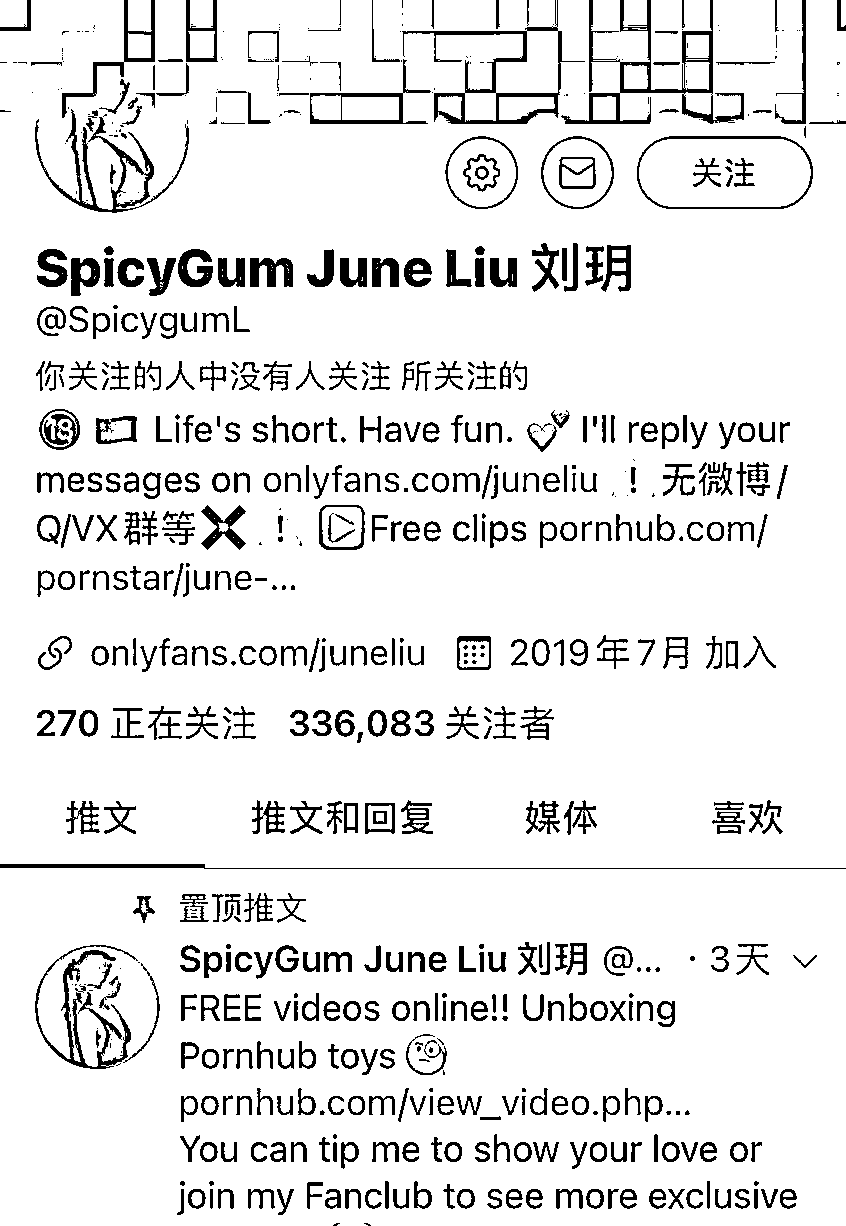 关注
SpicyGum June Liu 刘玥
@SpicygumL
你关注的人中没有人关注 所关注的
🔞 Life's short. Have fun. 💕 I'll reply your
messages on onlyfans.com/juneliu ！无微博/
Q/VX群等✖️ ！ ▶️Free clips pornhub.com/
pornstar/june-...
onlyfans.com/juneliu 2019年7月 加入
270 正在关注 336,083 关注者
推文 推文和回复 媒体 喜欢
置顶推文
SpicyGum June Liu 刘玥 @... · 3天
FREE videos online!! Unboxing
Pornhub toys 🧐
pornhub.com/view_video.php...
You can tip me to show your love or
join my Fanclub to see more exclusive